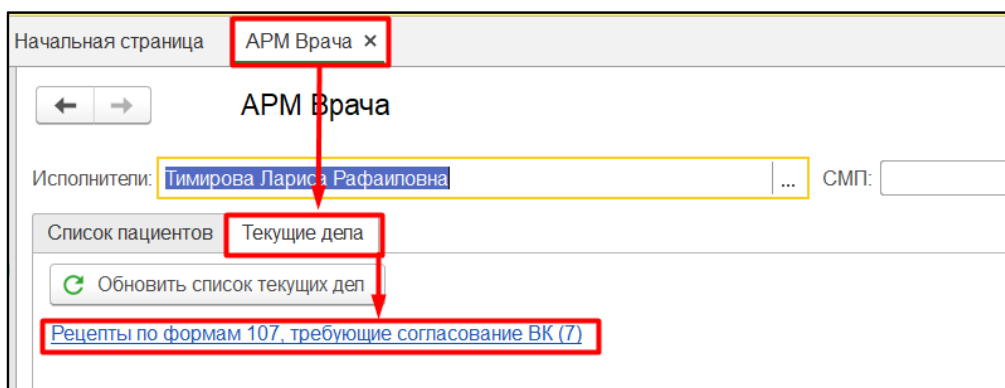 Начальная страница АРМ Врача ×
АРМ Врача
Исполнители: Тимирова Лариса Рафаиловна ... СМП:
Список пациентов Текущие дела
Обновить список текущих дел
Рецепты по формам 107, требующие согласование ВК (7)